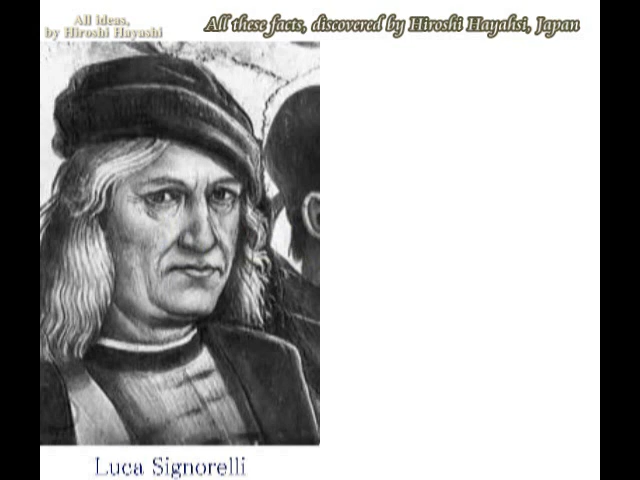 All ideas,
by Hiroshi Hayashi
All these facts, discovered by Hiroshi Hayahsi, Japan
Luca Signorelli